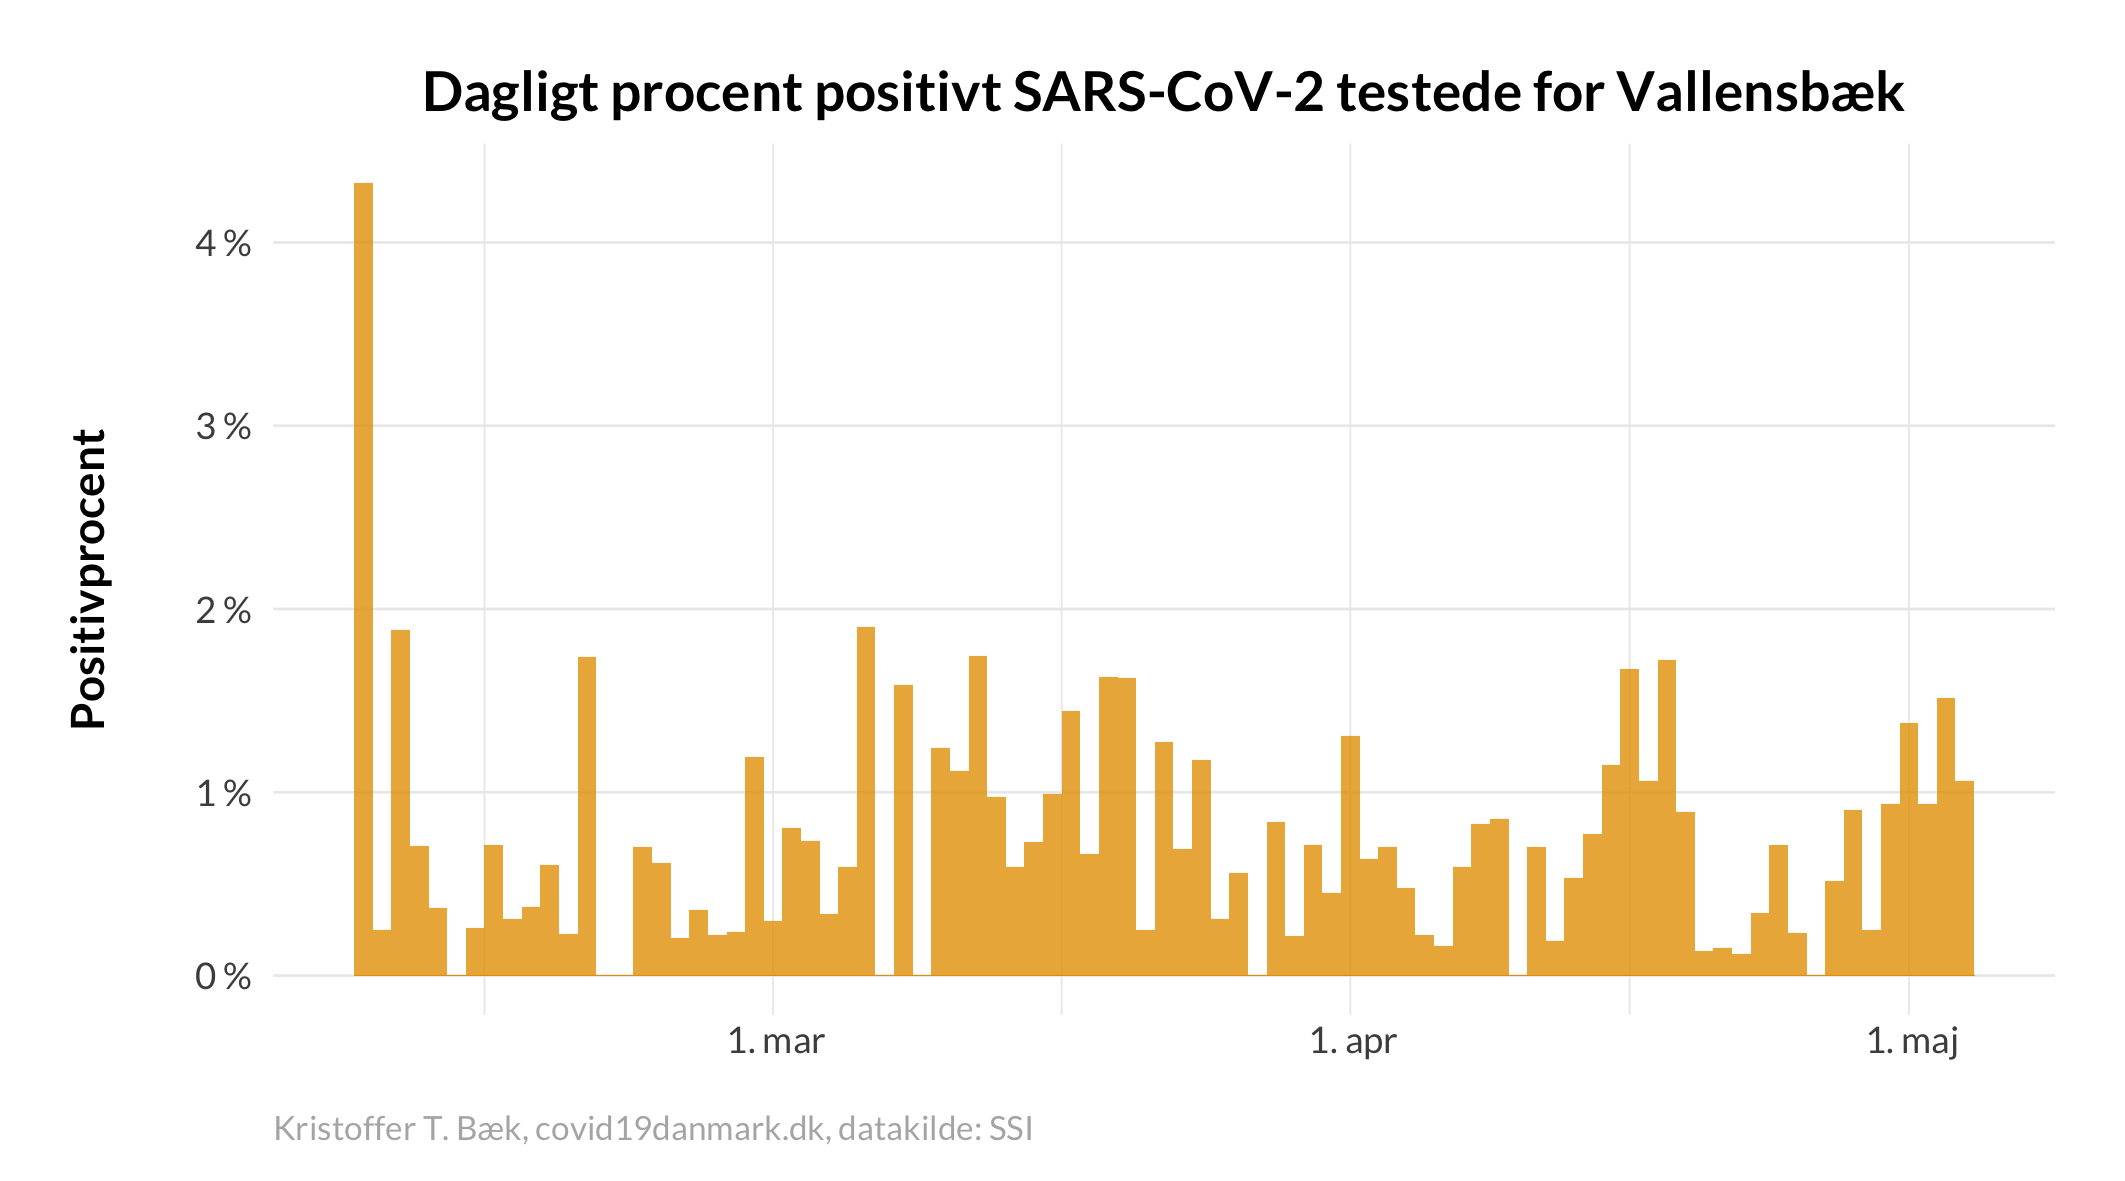 Dagligt procent positivt SARS-CoV-2 testede for Vallensbæk
Positivprocent
4 %
3 %
2 %
1 %
0 %
1. mar
1. apr
1. maj
Kristoffer T. Bæk, covid19danmark.dk, datakilde: SSI